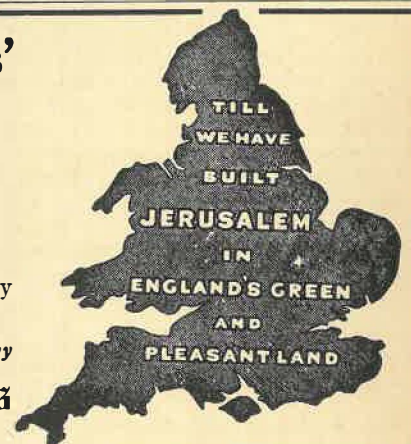 TILL
WE HAVE
BUILT
JERUSALEM
IN
ENGLAND'S GREEN
AND
PLEASANT LAND
y